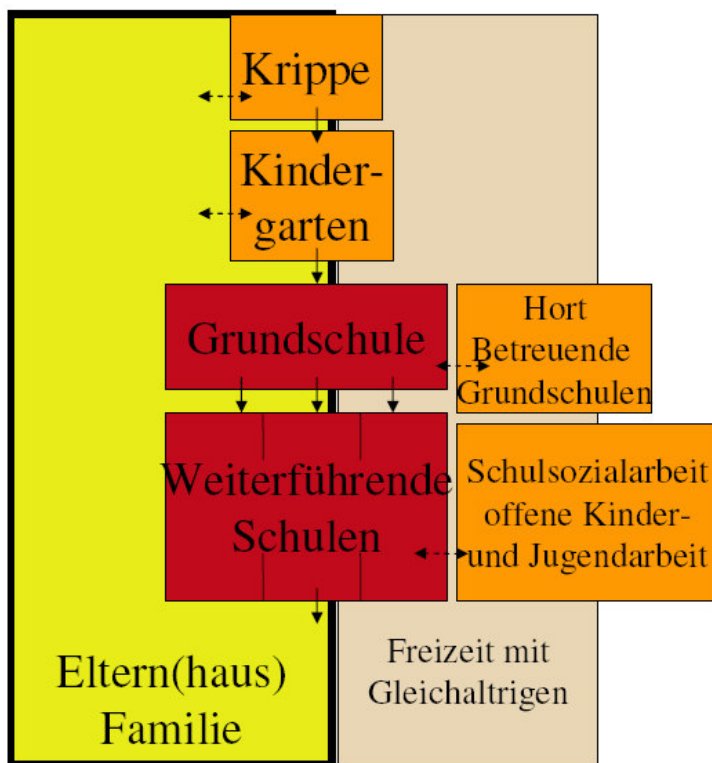 Krippe
Kinder-
garten
Grundschule
Hort
Betreuende
Grundschulen
Weiterführende
Schulen
Schulsozialarbeit
offene Kinder-
und Jugendarbeit
Eltern(haus)
Familie
Freizeit mit
Gleichaltrigen